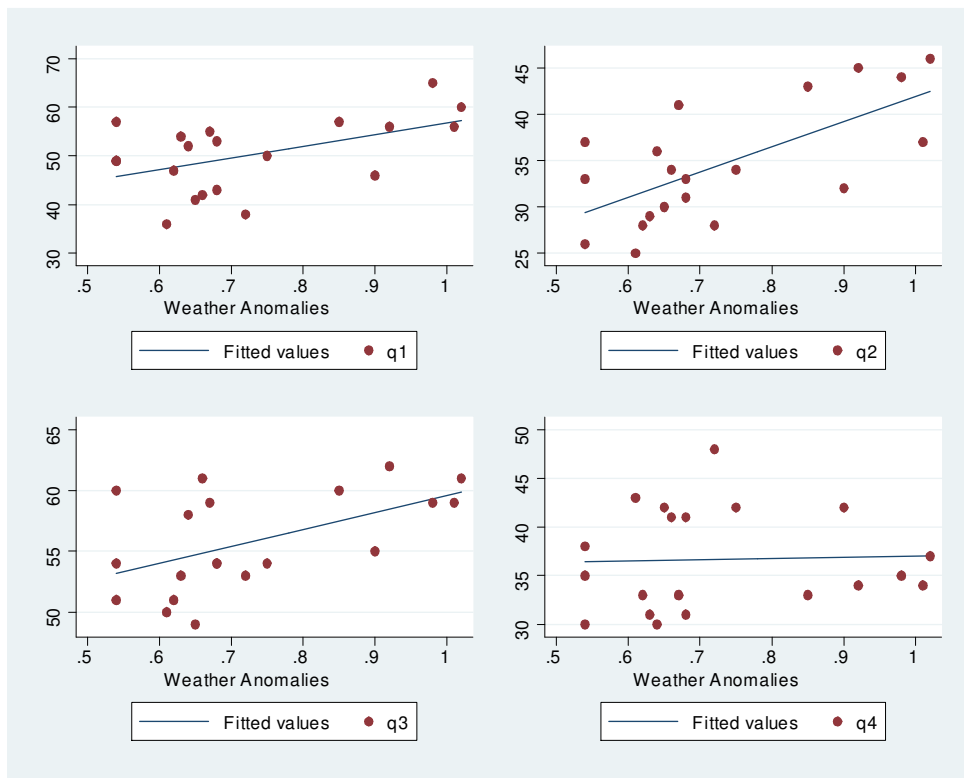 70
60
50
40
30
.5 .6 .7 .8 .9 1
Weather Anomalies
Fitted values q1
45
40
35
30
25
.5 .6 .7 .8 .9 1
Weather Anomalies
Fitted values q2
65
60
55
50
.5 .6 .7 .8 .9 1
Weather Anomalies
Fitted values q3
50
45
40
35
30
.5 .6 .7 .8 .9 1
Weather Anomalies
Fitted values q4